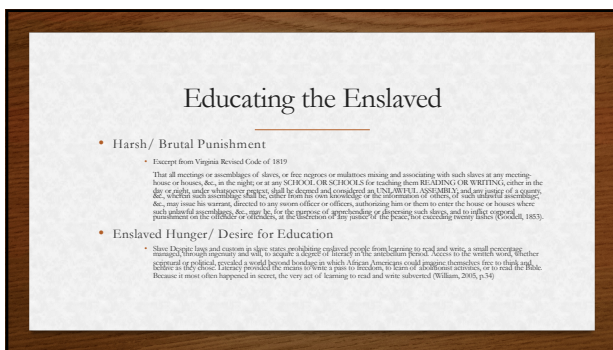 Educating the Enslaved
• Harsh/ Brutal Punishment
• Excerpt from Virginia Revised Code of 1819
That all meetings or assemblages of slaves, or free negroes or mulattoes mixing and associating with such slaves at any meeting-
house or houses, &c., in the night; or at any SCHOOL OR SCHOOLS for teaching them READING OR WRITING, either in the
day or night, under whatsoever pretext, shall be deemed and considered an UNLAWFUL ASSEMBLY; and any justice of a county,
&c., wherein such assemblage shall be, either from his own knowledge or the information of others, of such unlawful assemblage,
&c., may issue his warrant, directed to any sworn officer or officers, authorizing him or them to enter the house or houses where
such unlawful assemblages, &c., may be, for the purpose of apprehending or dispersing such slaves, and to inflict corporal
punishment on the offender or offenders, at the discretion of any justice of the peace, not exceeding twenty lashes (Goodell, 1853).
• Enslaved Hunger/ Desire for Education
• Slave Despite laws and custom in slave states prohibiting enslaved people from learning to read and write, a small percentage
managed, through ingenuity and will, to acquire a degree of literacy in the antebellum period. Access to the written word, whether
scriptural or political, revealed a world beyond bondage in which African Americans could imagine themselves free to think and
behave as they chose. Literacy provided the means to write a pass to freedom, to learn of abolitionist activities, or to read the Bible.
Because it most often happened in secret, the very act of learning to read and write subverted (William, 2005, p.34)